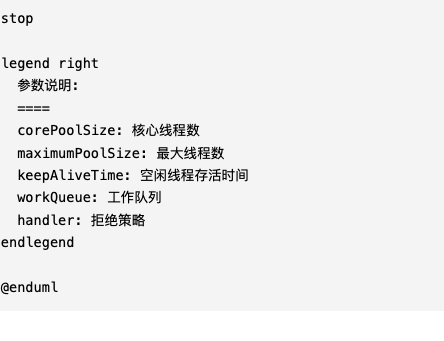 stop
legend right
参数说明:
====
corePoolSize: 核心线程数
maximumPoolSize: 最大线程数
keepAliveTime: 空闲线程存活时间
workQueue: 工作队列
handler: 拒绝策略
endlegend
@enduml